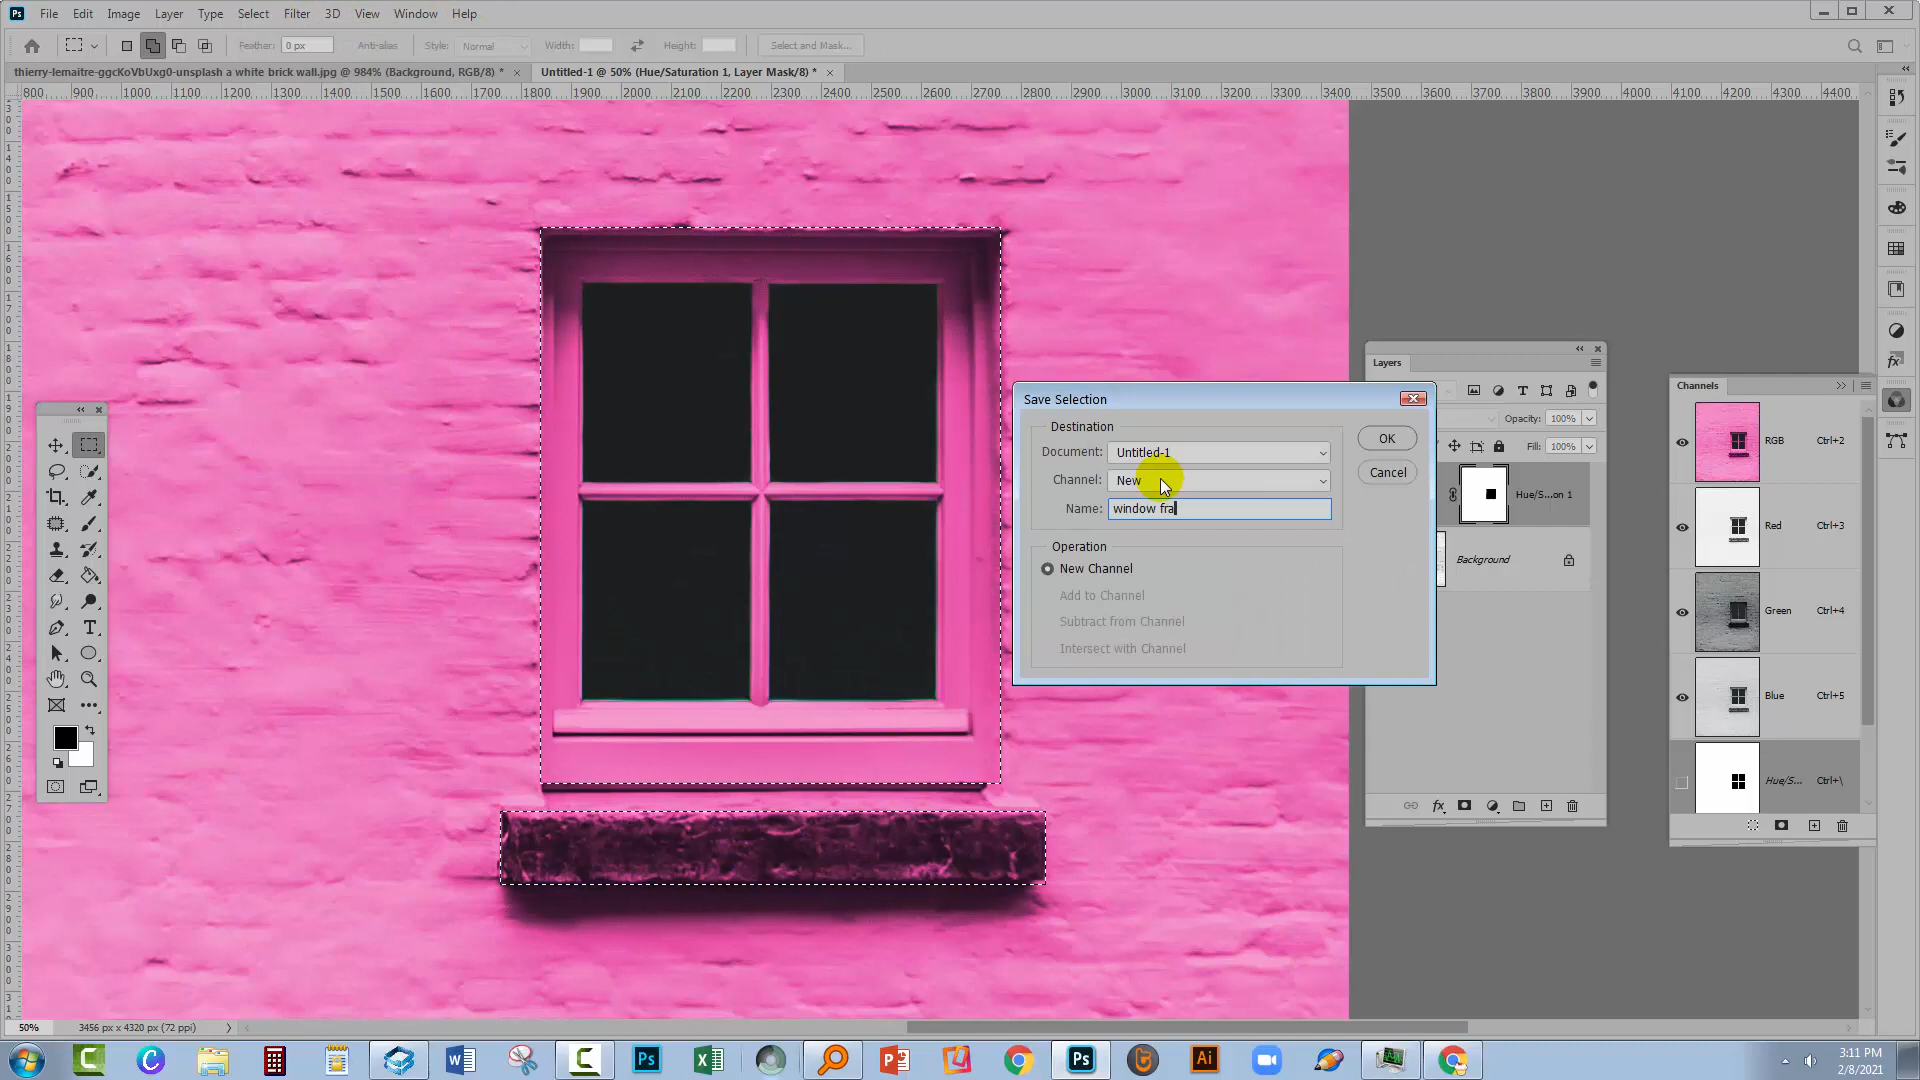 Ps File Edit Image Layer Type Select Filter 3D View Window Help
Feather: 0 px Anti-alias Style: Normal Width: Height: Select and Mask...
thierry-lemaitre-ggcKoVbUxg0-unsplash a white brick wall.jpg @ 984% (Background, RGB/8) * × Untitled-1 @ 50% (Hue/Saturation 1, Layer Mask/8) * ×
800 900 1000 1100 1200 1300 1400 1500 1600 1700 1800 1900 2000 2100 2200 2300 2400 2500 2600 2700 2800 2900 3000 3100 3200 3300 3400 3500 3600 3700 3800 3900 4000 4100 4200 4300 4400
Layers
Opacity: 100%
Fill: 100%
Hue/S...on 1
Background
fx
Channels
RGB Ctrl+2
Red Ctrl+3
Green Ctrl+4
Blue Ctrl+5
Hue/S... Ctrl+\
Save Selection
Destination
Document: Untitled-1
Channel: New
Name: window fra
OK
Cancel
Operation
New Channel
Add to Channel
Subtract from Channel
Intersect with Channel
50% 3456 px x 4320 px (72 ppi)
3:11 PM
2/8/2021